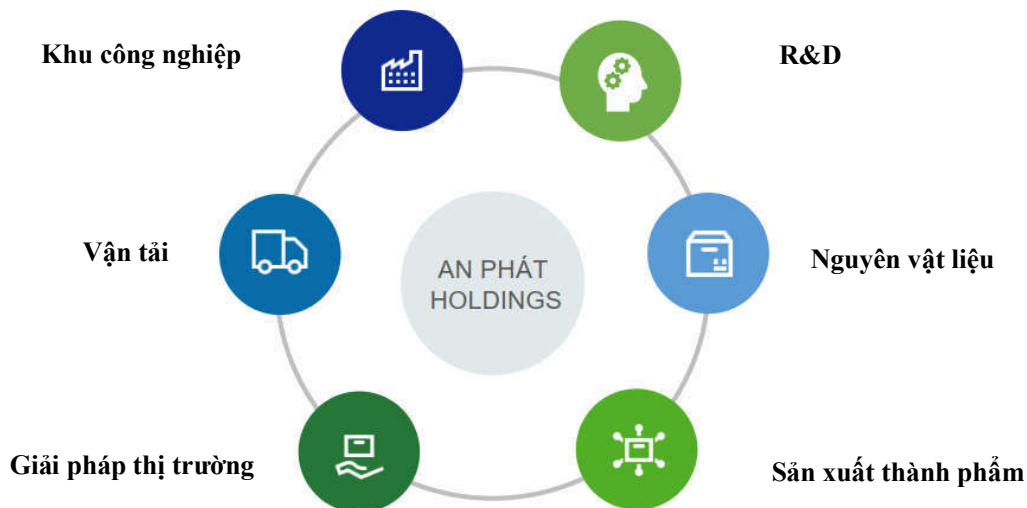 Khu công nghiệp
R&D
Vận tải
AN PHÁT
HOLDINGS
Nguyên vật liệu
Giải pháp thị trường
Sản xuất thành phẩm